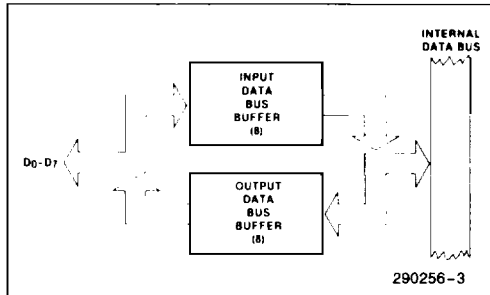 INTERNAL
DATA BUS
INPUT
DATA
BUS
BUFFER
(8)
D0-D7
OUTPUT
DATA
BUS
BUFFER
(8)
290256-3